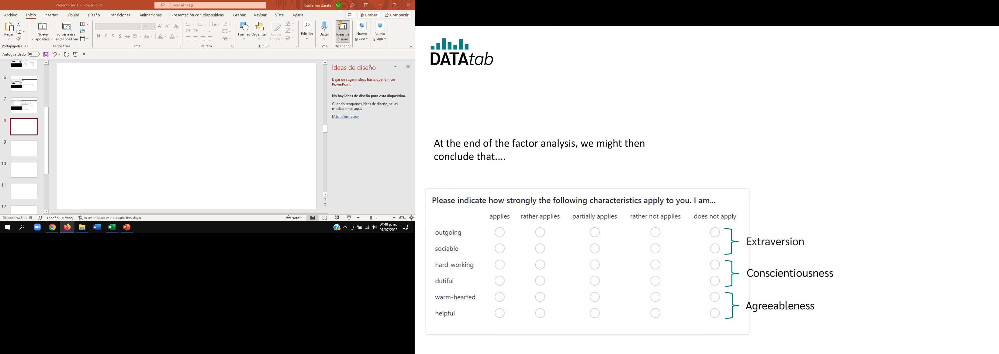 Presentación1 - PowerPoint
Buscar (Alt+Q)
Guillermo Zarate
GZ
Archivo Inicio Insertar Dibujar Diseño Transiciones Animaciones Presentación con diapositivas Grabar Revisar Vista Ayuda
Grabar
Compartir
Pegar
Nueva diapositiva
Volver a usar las diapositivas
24+
N K S S ab AV Aa A
Formas
Organizar
Estilos rápidos
Edición
Dictar
Ideas de diseño
Nuevo grupo
Nuevo grupo
Portapapeles Diapositivas Fuente Párrafo Dibujo Voz Diseñador
Autoguardado
6
7
8
9
10
11
12
Ideas de diseño
Dejar de sugerir ideas hasta que reinicie
PowerPoint.
No hay ideas de diseño para esta diapositiva.
Cuando tengamos ideas de diseño, se las
mostraremos aquí.
Más información
Diapositiva 8 de 15 Español (México) Accesibilidad: es necesario investigar Notas 67%
04:48 p. m.
01/07/2022
DATAtab
At the end of the factor analysis, we might then
conclude that....
Please indicate how strongly the following characteristics apply to you. I am...
applies rather applies partially applies rather not applies does not apply
outgoing
sociable
Extraversion
hard-working
dutiful
Conscientiousness
warm-hearted
helpful
Agreeableness